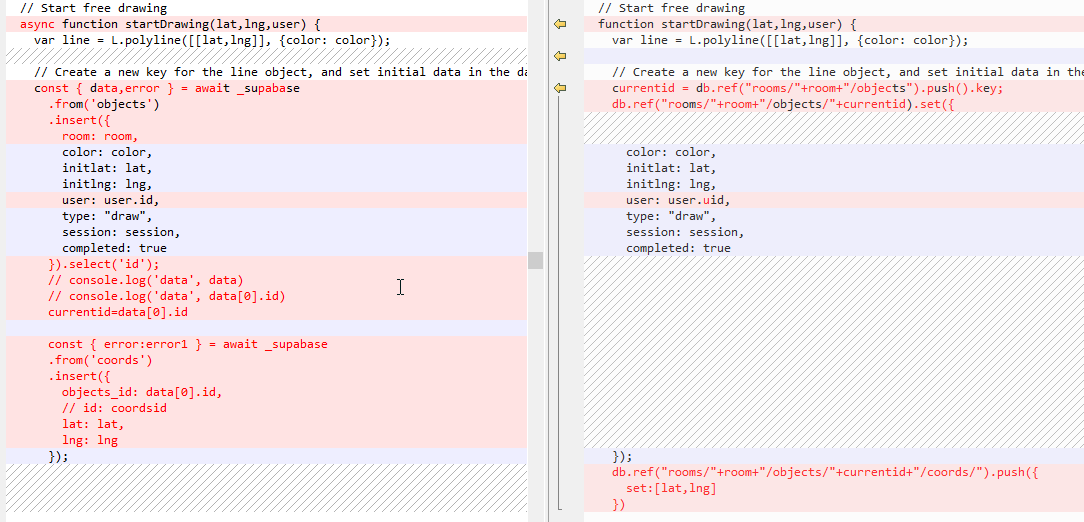 // Start free drawing
async function startDrawing(lat,lng,user) {
  var line = L.polyline([[lat,lng]], {color: color});
  // Create a new key for the line object, and set initial data in the da
  const { data,error } = await _supabase
    .from('objects')
    .insert({
      room: room,
      color: color,
      initlat: lat,
      initlng: lng,
      user: user.id,
      type: "draw",
      session: session,
      completed: true
    }).select('id');
    // console.log('data', data)
    // console.log('data', data[0].id)
    currentid=data[0].id
    const { error:error1 } = await _supabase
    .from('coords')
    .insert({
      objects_id: data[0].id,
      // id: coordsid
      lat: lat,
      lng: lng
    });
// Start free drawing
function startDrawing(lat,lng,user) {
  var line = L.polyline([[lat,lng]], {color: color});
  // Create a new key for the line object, and set initial data in the
  currentid = db.ref("rooms/"+room+"/objects").push().key;
  db.ref("rooms/"+room+"/objects/"+currentid).set({
    color: color,
    initlat: lat,
    initlng: lng,
    user: user.uid,
    type: "draw",
    session: session,
    completed: true
  });
  db.ref("rooms/"+room+"/objects/"+currentid+"/coords/").push({
    set:[lat,lng]
  })